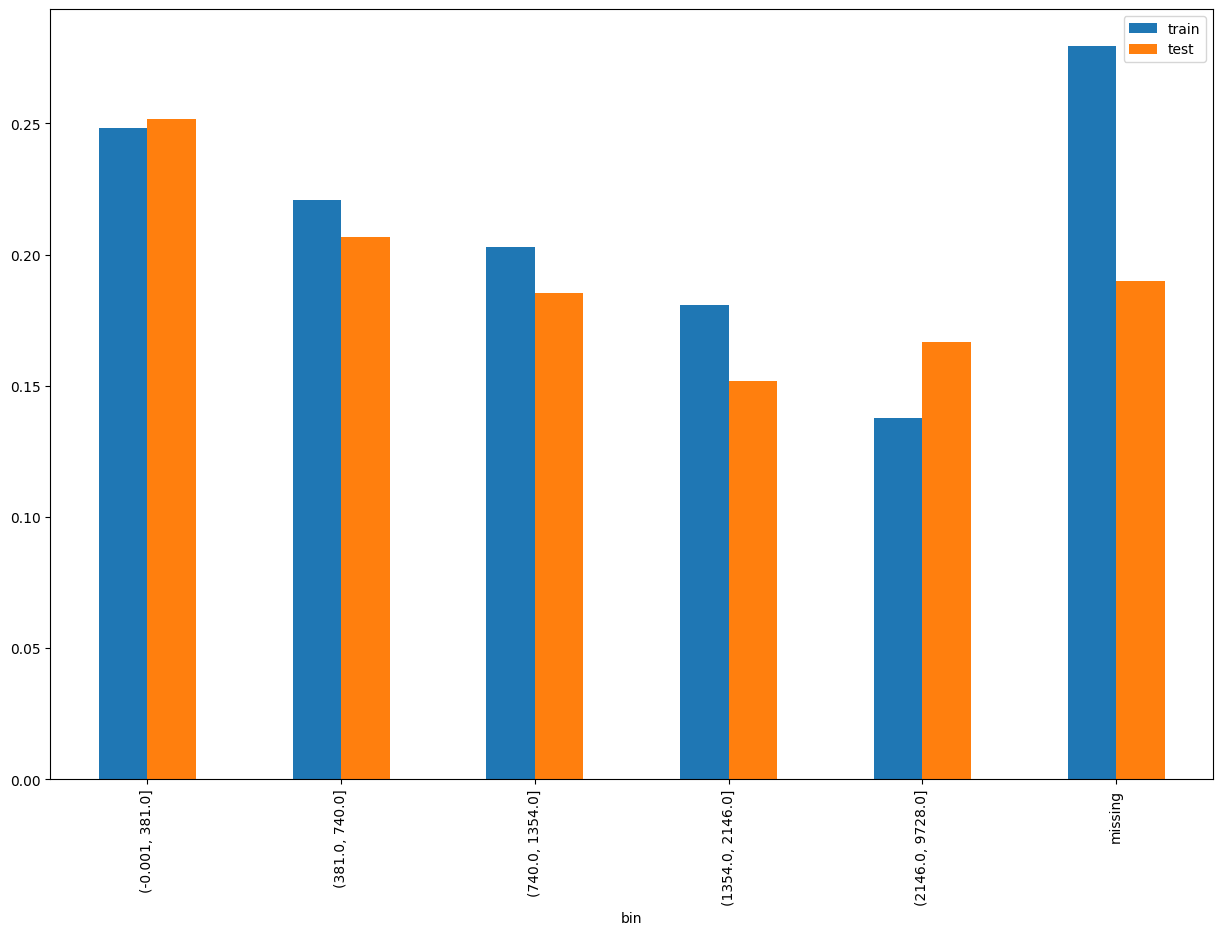 train
test
0.25
0.20
0.15
0.10
0.05
0.00
(-0.001, 381.0]
(381.0, 740.0]
(740.0, 1354.0]
(1354.0, 2146.0]
(2146.0, 9728.0]
missing
bin